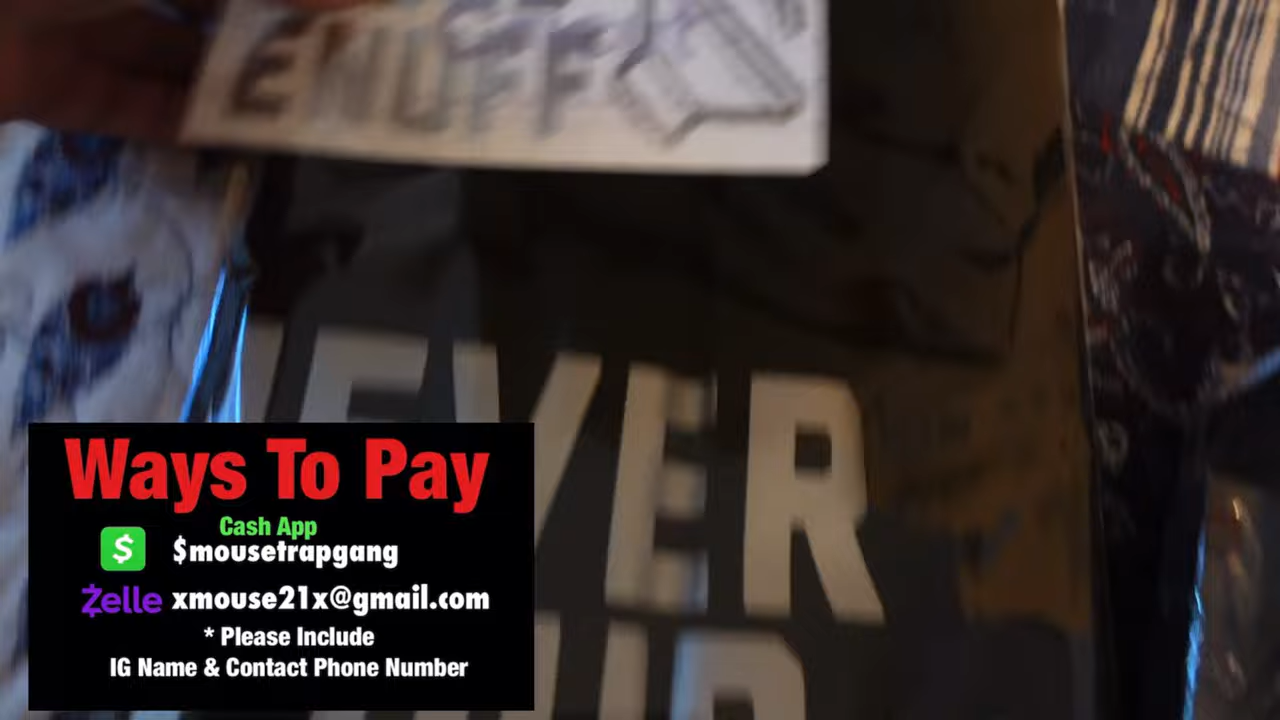 ENUFF
EVER
Ways To Pay
Cash App
$mousetrapgang
Zelle xmouse21x@gmail.com
* Please Include
IG Name & Contact Phone Number